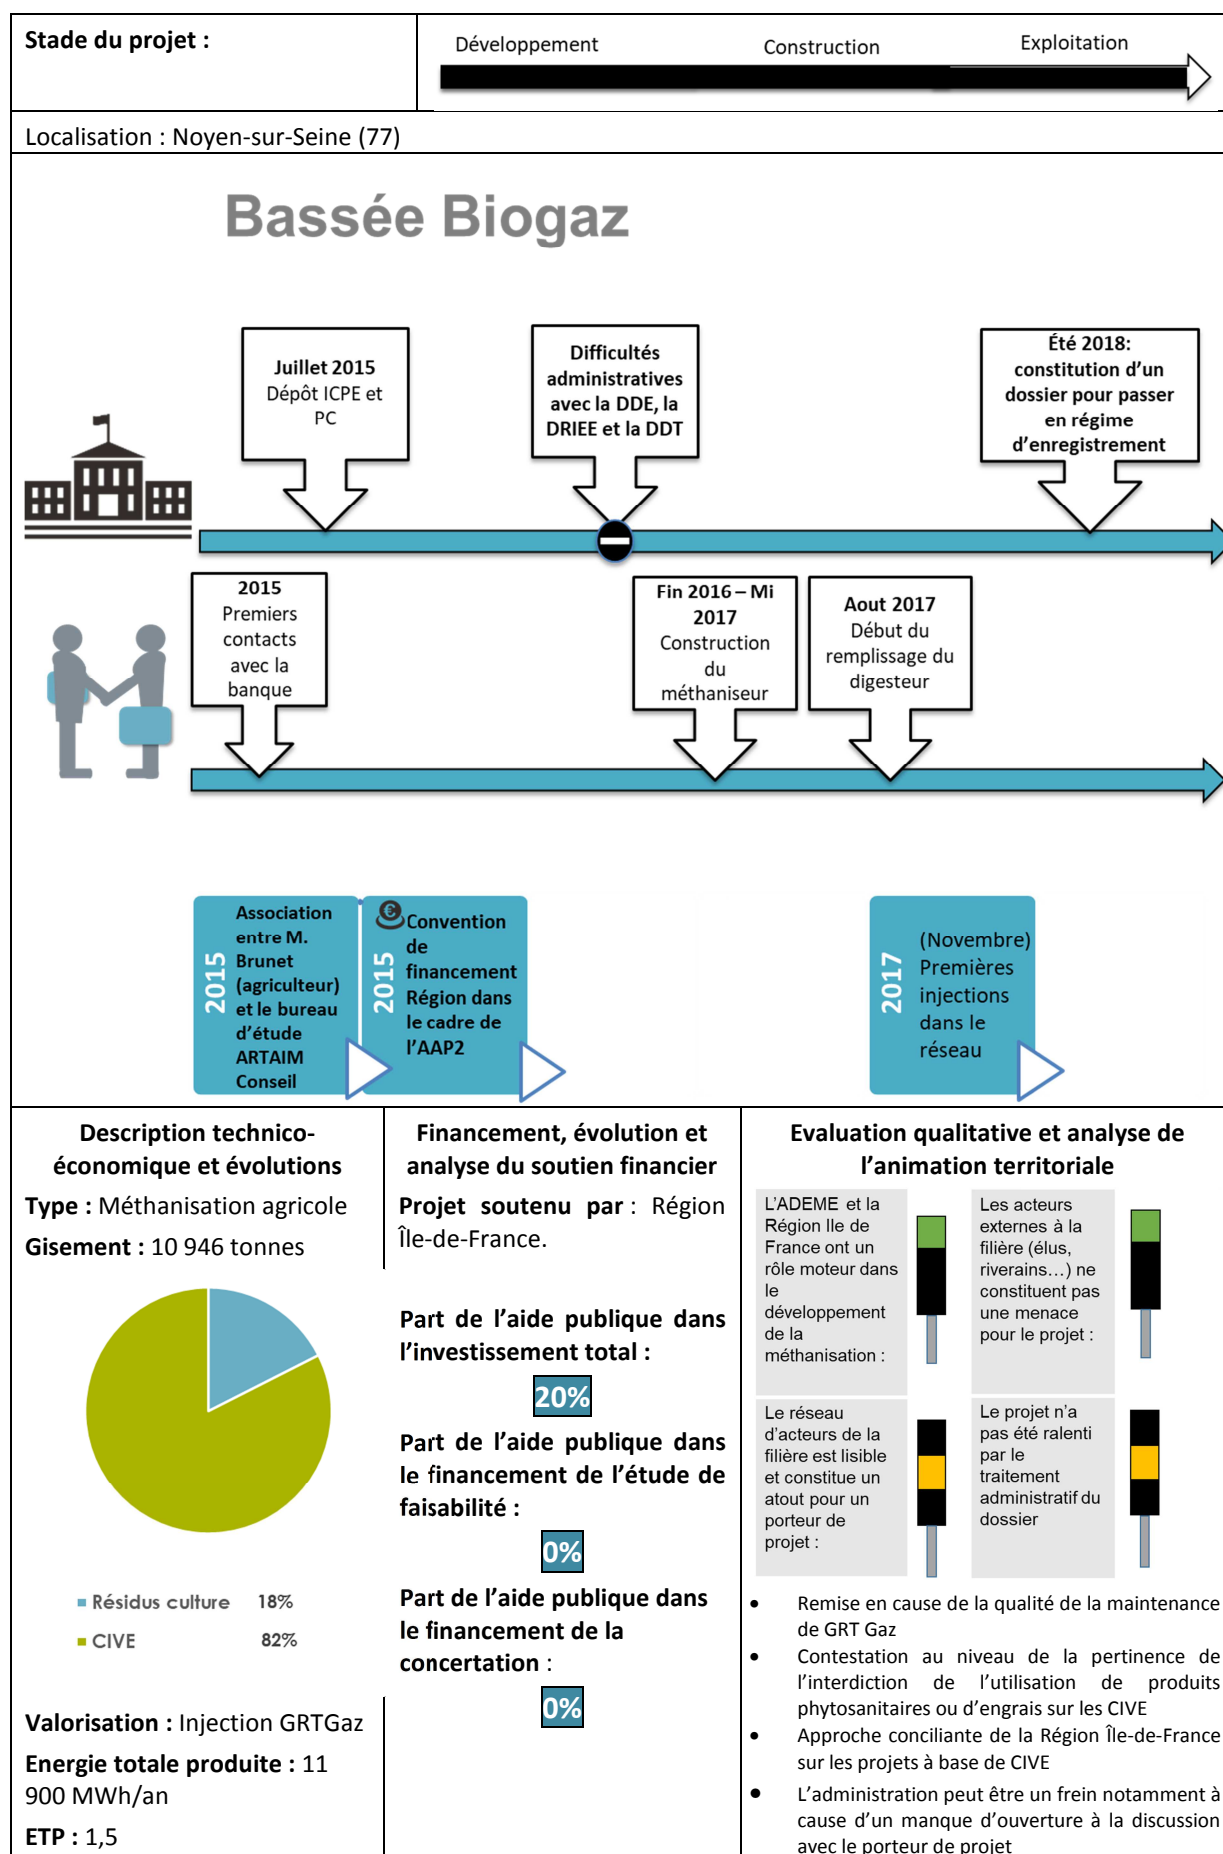 Stade du projet :
Développement
Construction
Exploitation
Localisation : Noyen-sur-Seine (77)
Bassée Biogaz
Juillet 2015
Dépôt ICPE et
PC
Difficultés
administratives
avec la DDE, la
DRIEE et la DDT
Été 2018:
constitution d’un
dossier pour passer
en régime
d’enregistrement
2015
Premiers
contacts
avec la
banque
Fin 2016 – Mi
2017
Construction
du
méthaniseur
Aout 2017
Début du
remplissage du
digesteur
2015
Association
entre M.
Brunet
(agriculteur)
et le bureau
d’étude
ARTAIM
Conseil
2015
€
Convention
de
financement
Région dans
le cadre de
l’AAP2
2017
(Novembre)
Premières
injections
dans le
réseau
Description technico-
économique et évolutions
Type : Méthanisation agricole
Gisement : 10 946 tonnes
Résidus culture 18%
CIVE 82%
Valorisation : Injection GRTGaz
Energie totale produite : 11
900 MWh/an
ETP : 1,5
Financement, évolution et
analyse du soutien financier
Projet soutenu par : Région
Île-de-France.
Part de l’aide publique dans
l’investissement total :
20%
Part de l’aide publique dans
le financement de l’étude de
faisabilité :
0%
Part de l’aide publique dans
le financement de la
concertation :
0%
Evaluation qualitative et analyse de
l’animation territoriale
L’ADEME et la
Région Ile de
France ont un
rôle moteur dans
le
développement
de la
méthanisation :
Les acteurs
externes à la
filière (élus,
riverains…) ne
constituent pas
une menace
pour le projet :
Le réseau
d’acteurs de la
filière est lisible
et constitue un
atout pour un
porteur de
projet :
Le projet n’a
pas été ralenti
par le
traitement
administratif du
dossier
• Remise en cause de la qualité de la maintenance
de GRT Gaz
• Contestation au niveau de la pertinence de
l’interdiction de l’utilisation de produits
phytosanitaires ou d’engrais sur les CIVE
• Approche conciliante de la Région Île-de-France
sur les projets à base de CIVE
• L’administration peut être un frein notamment à
cause d’un manque d’ouverture à la discussion
avec le porteur de projet